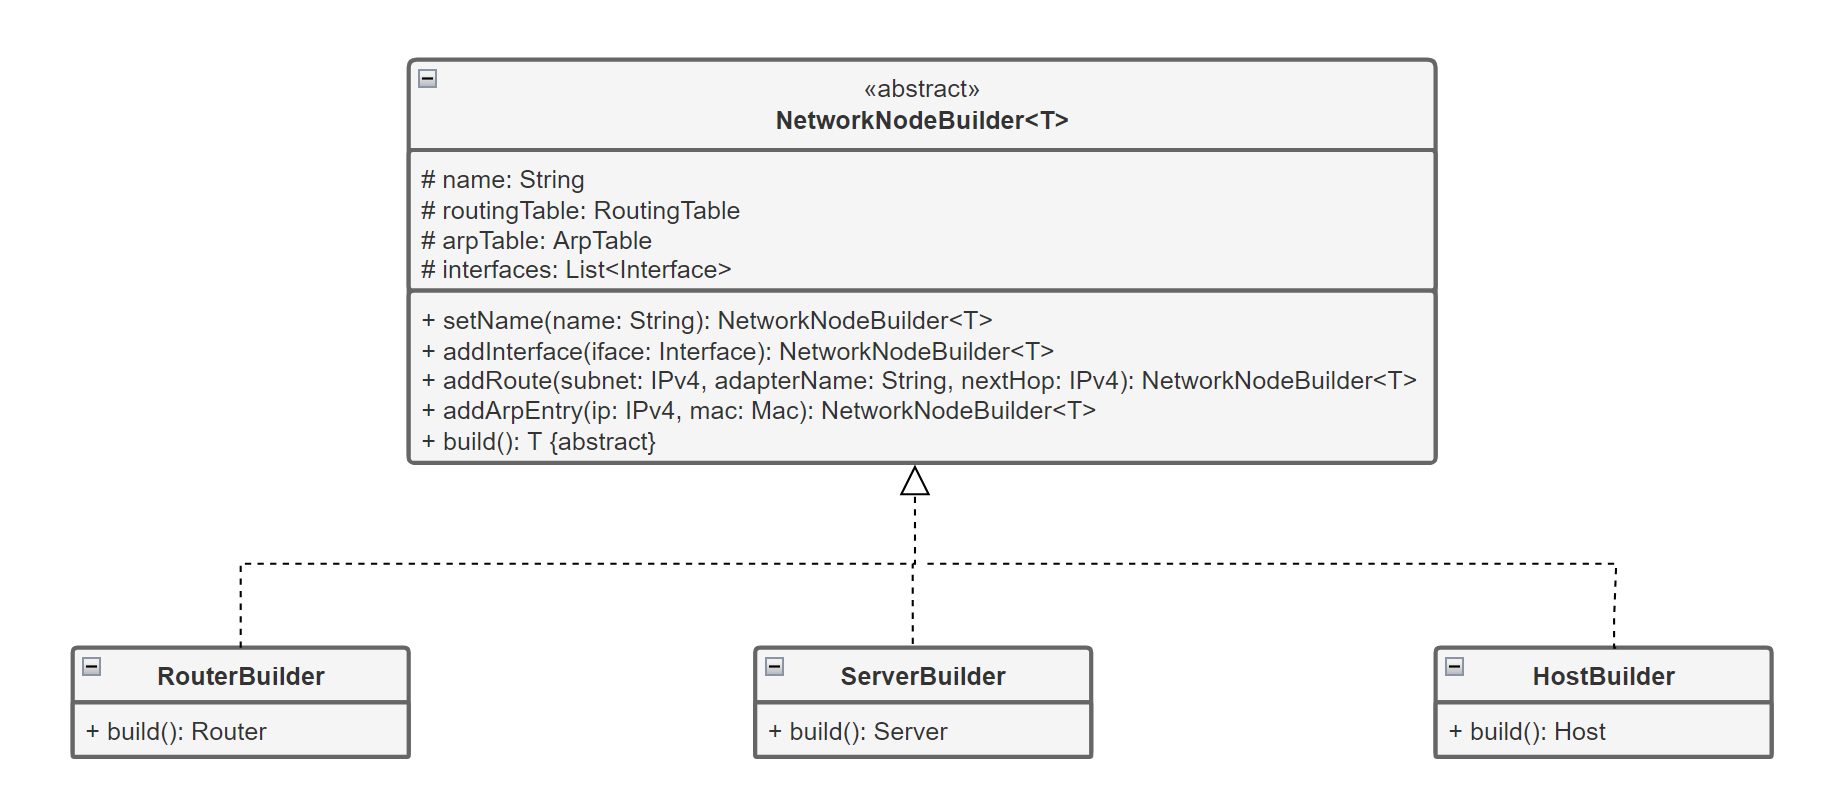 «abstract»
NetworkNodeBuilder<T>
# name: String
# routingTable: RoutingTable
# arpTable: ArpTable
# interfaces: List<Interface>
+ setName(name: String): NetworkNodeBuilder<T>
+ addInterface(iface: Interface): NetworkNodeBuilder<T>
+ addRoute(subnet: IPv4, adapterName: String, nextHop: IPv4): NetworkNodeBuilder<T>
+ addArpEntry(ip: IPv4, mac: Mac): NetworkNodeBuilder<T>
+ build(): T {abstract}
RouterBuilder
+ build(): Router
ServerBuilder
+ build(): Server
HostBuilder
+ build(): Host